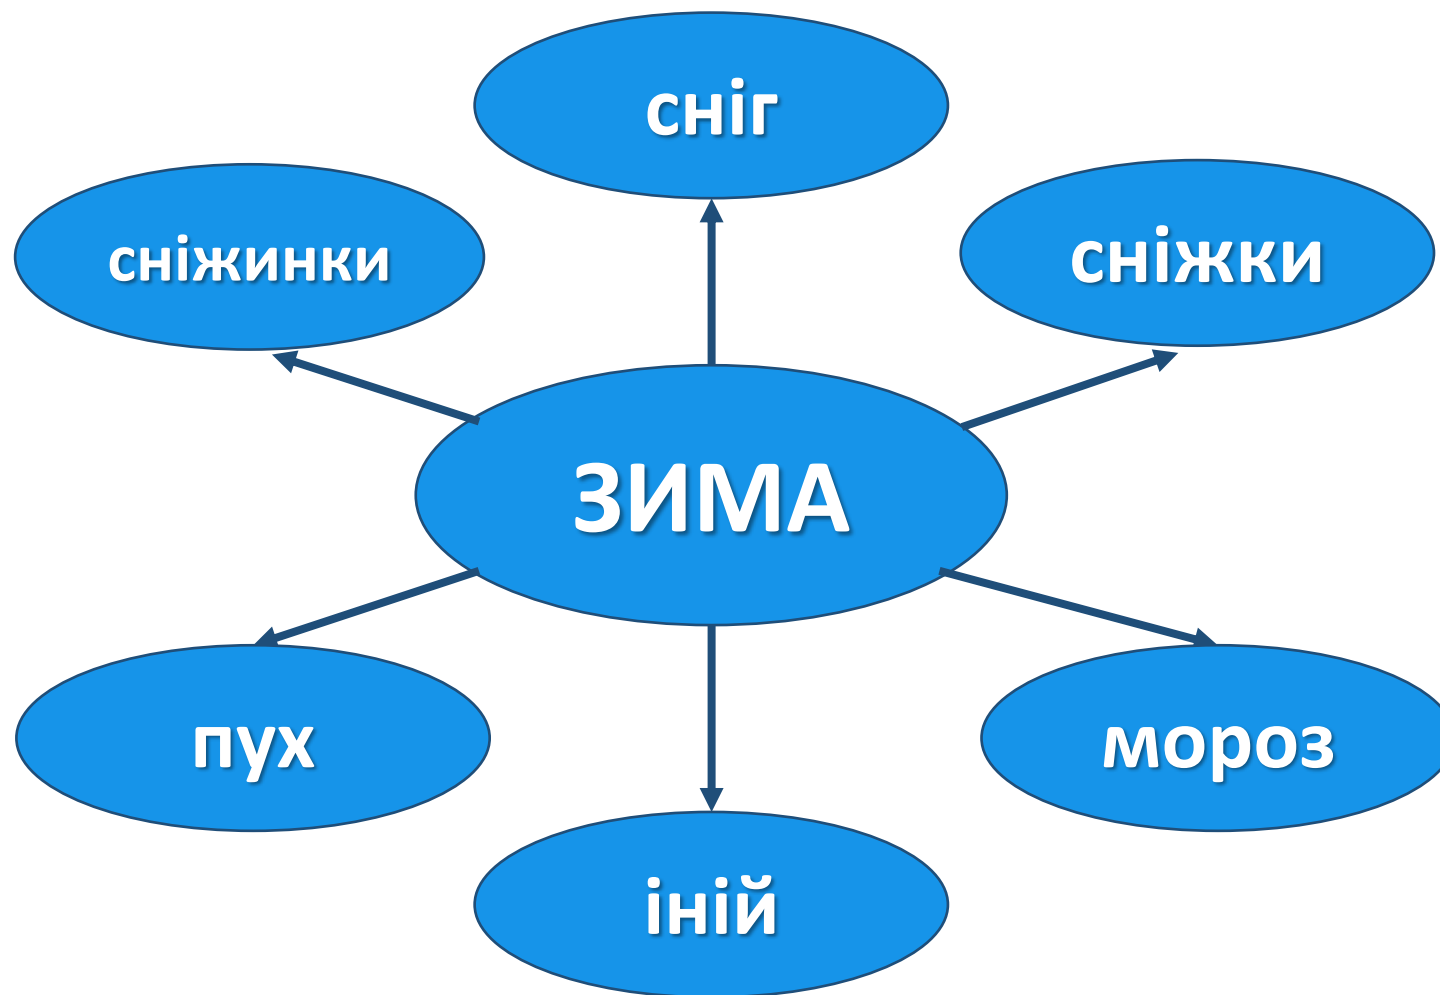 сніг
сніжинки
сніжки
ЗИМА
пух
мороз
іній